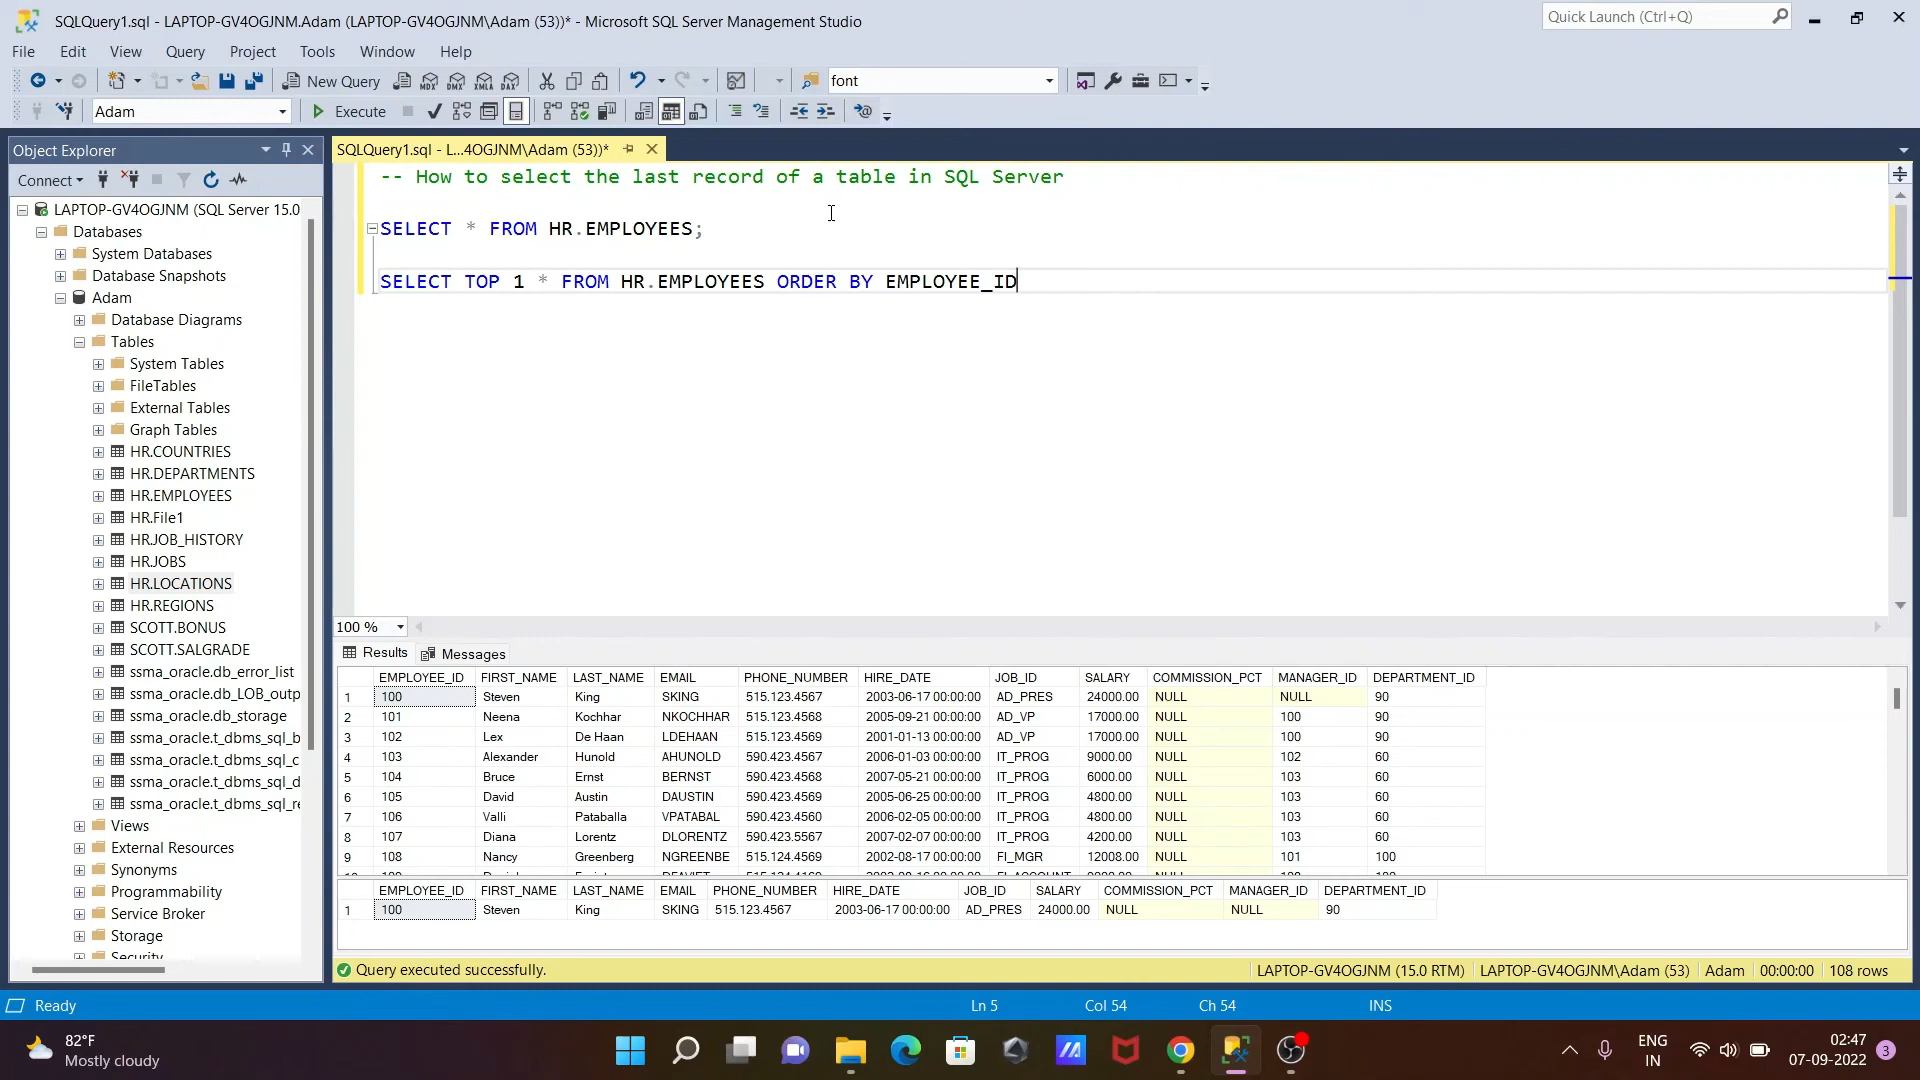 SQLQuery1.sql - LAPTOP-GV4OGJNM.Adam (LAPTOP-GV4OGJNM\Adam (53))* - Microsoft SQL Server Management Studio
Quick Launch (Ctrl+Q)
File Edit View Query Project Tools Window Help
New Query
MDX DMX XMLA DAX
font
Adam
Execute
Object Explorer
SQLQuery1.sql - L...4OGJNM\Adam (53))*
Connect
LAPTOP-GV4OGJNM (SQL Server 15.0
Databases
System Databases
Database Snapshots
Adam
Database Diagrams
Tables
System Tables
FileTables
External Tables
Graph Tables
HR.COUNTRIES
HR.DEPARTMENTS
HR.EMPLOYEES
HR.File1
HR.JOB_HISTORY
HR.JOBS
HR.LOCATIONS
HR.REGIONS
SCOTT.BONUS
SCOTT.SALGRADE
ssma_oracle.db_error_list
ssma_oracle.db_LOB_outp
ssma_oracle.db_storage
ssma_oracle.t_dbms_sql_b
ssma_oracle.t_dbms_sql_c
ssma_oracle.t_dbms_sql_d
ssma_oracle.t_dbms_sql_re
Views
External Resources
Synonyms
Programmability
Service Broker
Storage
Security
-- How to select the last record of a table in SQL Server
SELECT * FROM HR.EMPLOYEES;
SELECT TOP 1 * FROM HR.EMPLOYEES ORDER BY EMPLOYEE_ID
100 %
Results Messages
EMPLOYEE_ID FIRST_NAME LAST_NAME EMAIL PHONE_NUMBER HIRE_DATE JOB_ID SALARY COMMISSION_PCT MANAGER_ID DEPARTMENT_ID
1 100 Steven King SKING 515.123.4567 2003-06-17 00:00:00 AD_PRES 24000.00 NULL NULL 90
2 101 Neena Kochhar NKOCHHAR 515.123.4568 2005-09-21 00:00:00 AD_VP 17000.00 NULL 100 90
3 102 Lex De Haan LDEHAAN 515.123.4569 2001-01-13 00:00:00 AD_VP 17000.00 NULL 100 90
4 103 Alexander Hunold AHUNOLD 590.423.4567 2006-01-03 00:00:00 IT_PROG 9000.00 NULL 102 60
5 104 Bruce Ernst BERNST 590.423.4568 2007-05-21 00:00:00 IT_PROG 6000.00 NULL 103 60
6 105 David Austin DAUSTIN 590.423.4569 2005-06-25 00:00:00 IT_PROG 4800.00 NULL 103 60
7 106 Valli Pataballa VPATABAL 590.423.4560 2006-02-05 00:00:00 IT_PROG 4800.00 NULL 103 60
8 107 Diana Lorentz DLORENTZ 590.423.5567 2007-02-07 00:00:00 IT_PROG 4200.00 NULL 103 60
9 108 Nancy Greenberg NGREENBE 515.124.4569 2002-08-17 00:00:00 FI_MGR 12008.00 NULL 101 100
EMPLOYEE_ID FIRST_NAME LAST_NAME EMAIL PHONE_NUMBER HIRE_DATE JOB_ID SALARY COMMISSION_PCT MANAGER_ID DEPARTMENT_ID
1 100 Steven King SKING 515.123.4567 2003-06-17 00:00:00 AD_PRES 24000.00 NULL NULL 90
Query executed successfully. LAPTOP-GV4OGJNM (15.0 RTM) LAPTOP-GV4OGJNM\Adam (53) Adam 00:00:00 108 rows
Ready Ln 5 Col 54 Ch 54 INS
82°F
Mostly cloudy
ENG
IN
02:47
07-09-2022
3